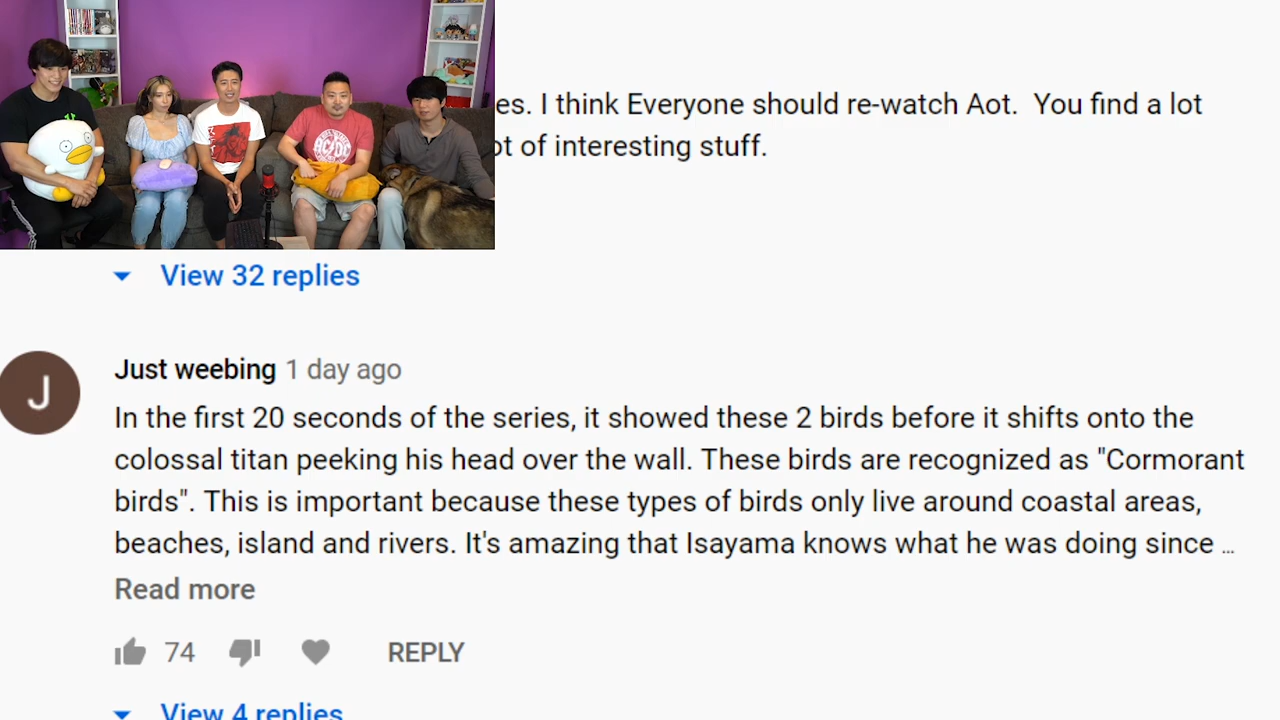 es. I think Everyone should re-watch Aot.  You find a lot
ot of interesting stuff.
AC/DC
View 32 replies
J
Just weebing 1 day ago
In the first 20 seconds of the series, it showed these 2 birds before it shifts onto the
colossal titan peeking his head over the wall. These birds are recognized as "Cormorant
birds". This is important because these types of birds only live around coastal areas,
beaches, island and rivers. It's amazing that Isayama knows what he was doing since ...
Read more
74 REPLY
View 4 replies